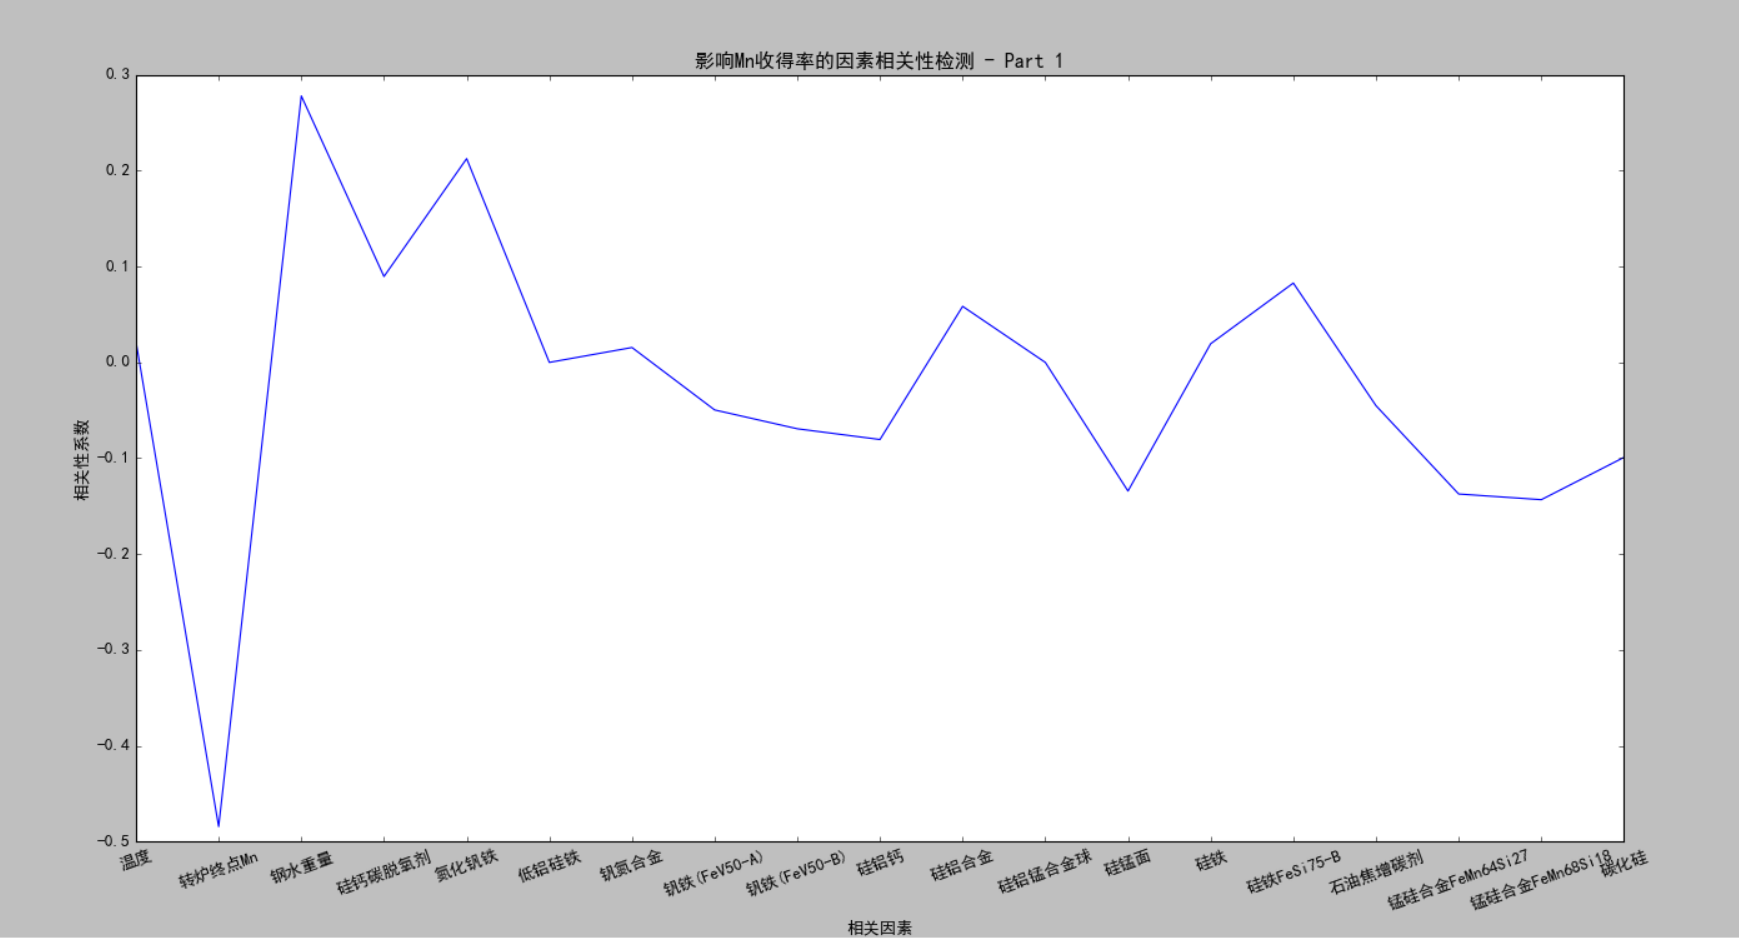 影响Mn收得率的因素相关性检测 - Part 1
0.3
0.2
0.1
0.0
-0.1
-0.2
-0.3
-0.4
-0.5
相关性系数
温度
转炉终点Mn
钢水重量
硅钙碳脱氧剂
氮化钒铁
低铝硅铁
钒氮合金
钒铁(FeV50-A)
钒铁(FeV50-B)
硅铝钙
硅铝合金
硅铝锰合金球
硅锰面
硅铁
硅铁FeSi75-B
石油焦增碳剂
锰硅合金FeMn64Si27
锰硅合金FeMn68Si18
碳化硅
相关因素